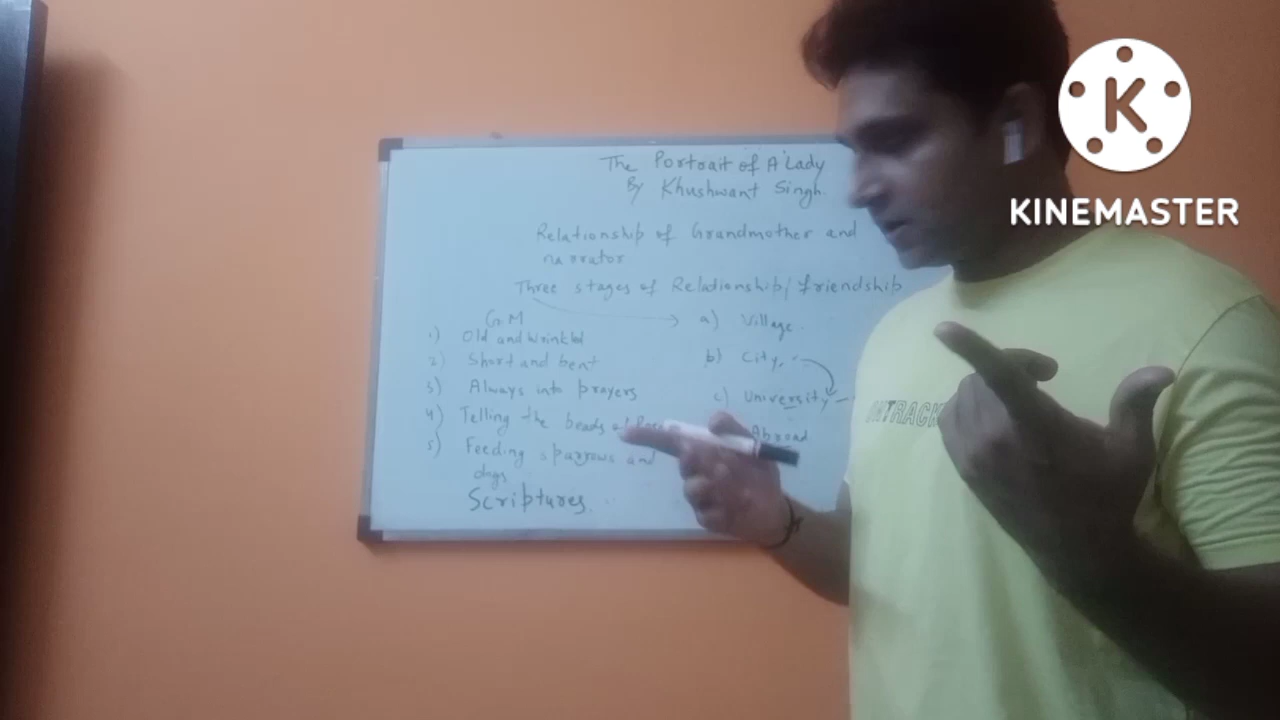 The Portrait of A Lady
By Khushwant Singh.
Relationship of Grandmother and
narrator
Three stages of Relationship/friendship
G.M
1) Old and wrinkled
2) Short and bent
3) Always into prayers
4) Telling the beads of
5) Feeding sparrows and
dogs
Scriptures.
a) Village.
b) City.
c) University
Abroad
K
KINEMASTER